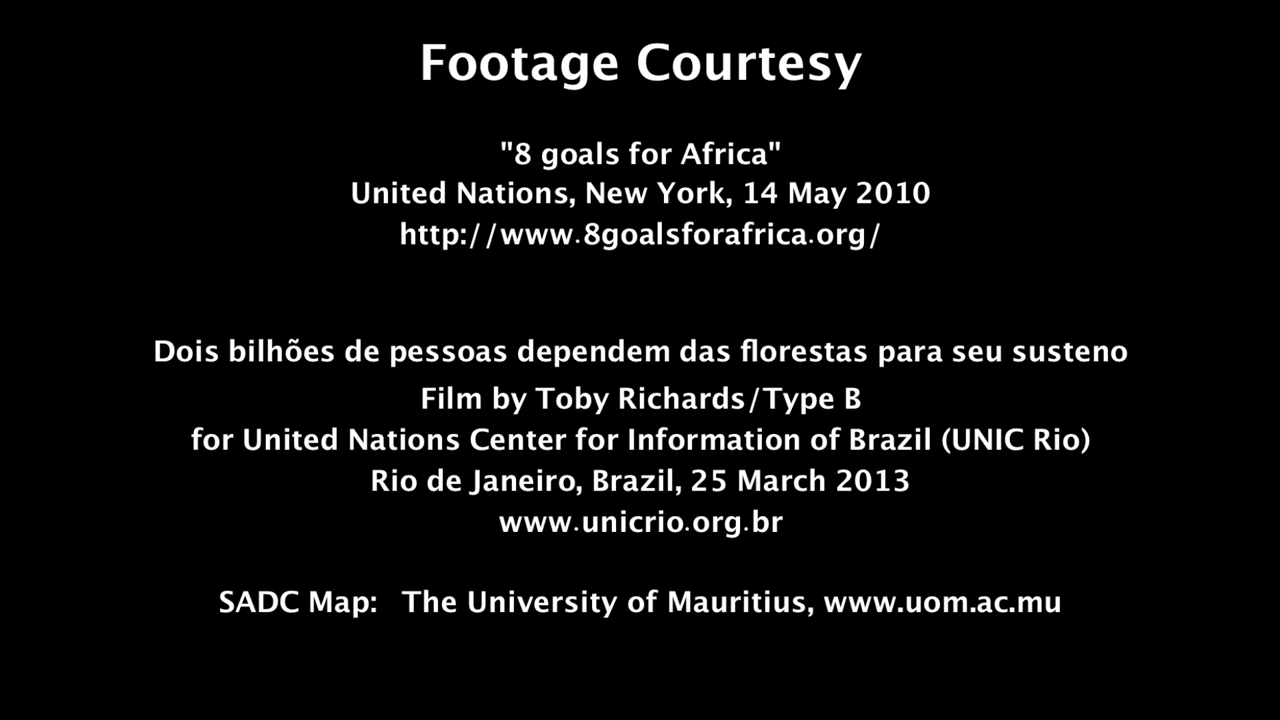 Footage Courtesy
"8 goals for Africa"
United Nations, New York, 14 May 2010
http://www.8goalsforafrica.org/
Dois bilhões de pessoas dependem das florestas para seu susteno
Film by Toby Richards/Type B
for United Nations Center for Information of Brazil (UNIC Rio)
Rio de Janeiro, Brazil, 25 March 2013
www.unicrio.org.br
SADC Map: The University of Mauritius, www.uom.ac.mu